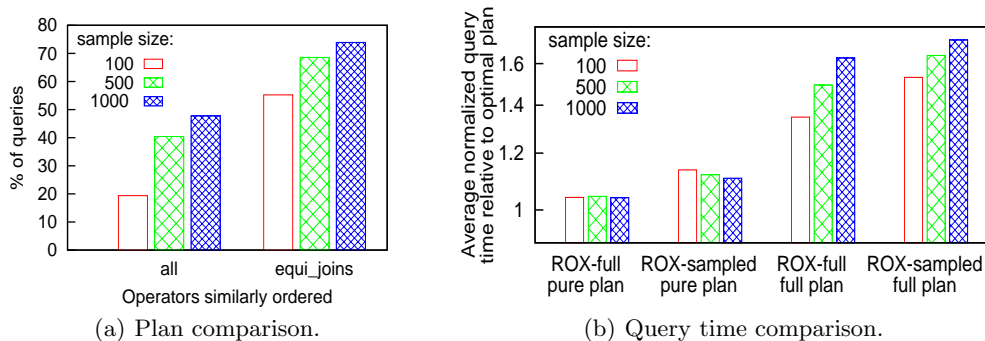 80
70
60
50
40
30
20
10
0
% of queries
sample size:
100
500
1000
all
equi_joins
Operators similarly ordered
(a) Plan comparison.
Average normalized query
time relative to optimal plan
1.6
1.4
1.2
1
sample size:
100
500
1000
ROX-full
pure plan
ROX-sampled
pure plan
ROX-full
full plan
ROX-sampled
full plan
(b) Query time comparison.